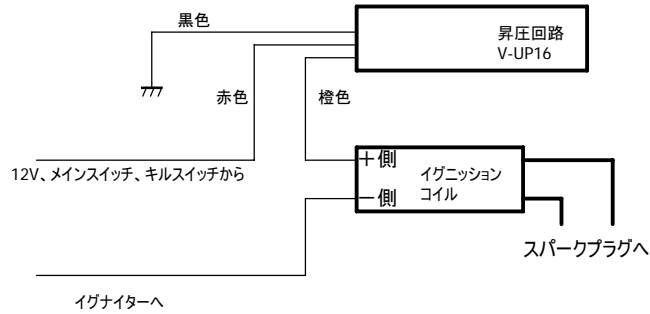 黒色
昇圧回路
V-UP16
赤色
橙色
12V、メインスイッチ、キルスイッチから
＋側
イグニッション
コイル
－側
スパークプラグへ
イグナイターへ